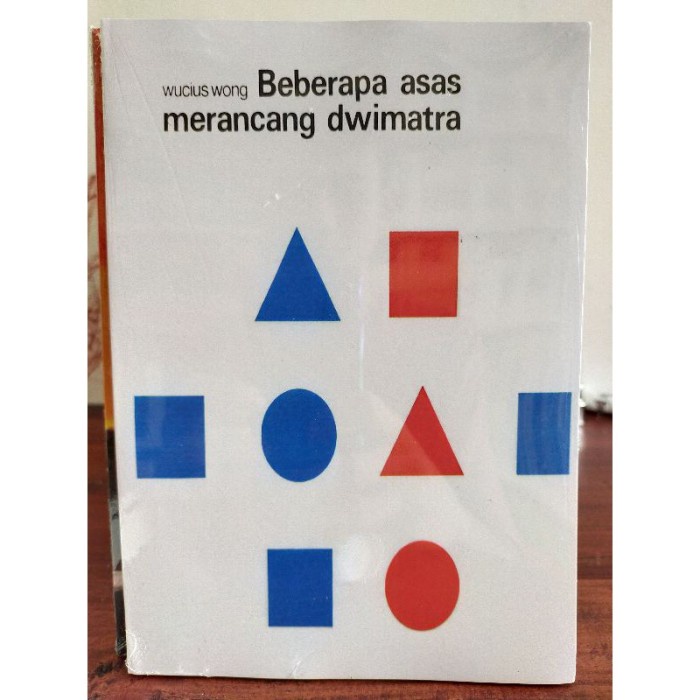 wucius wong Beberapa asas
merancang dwimatra